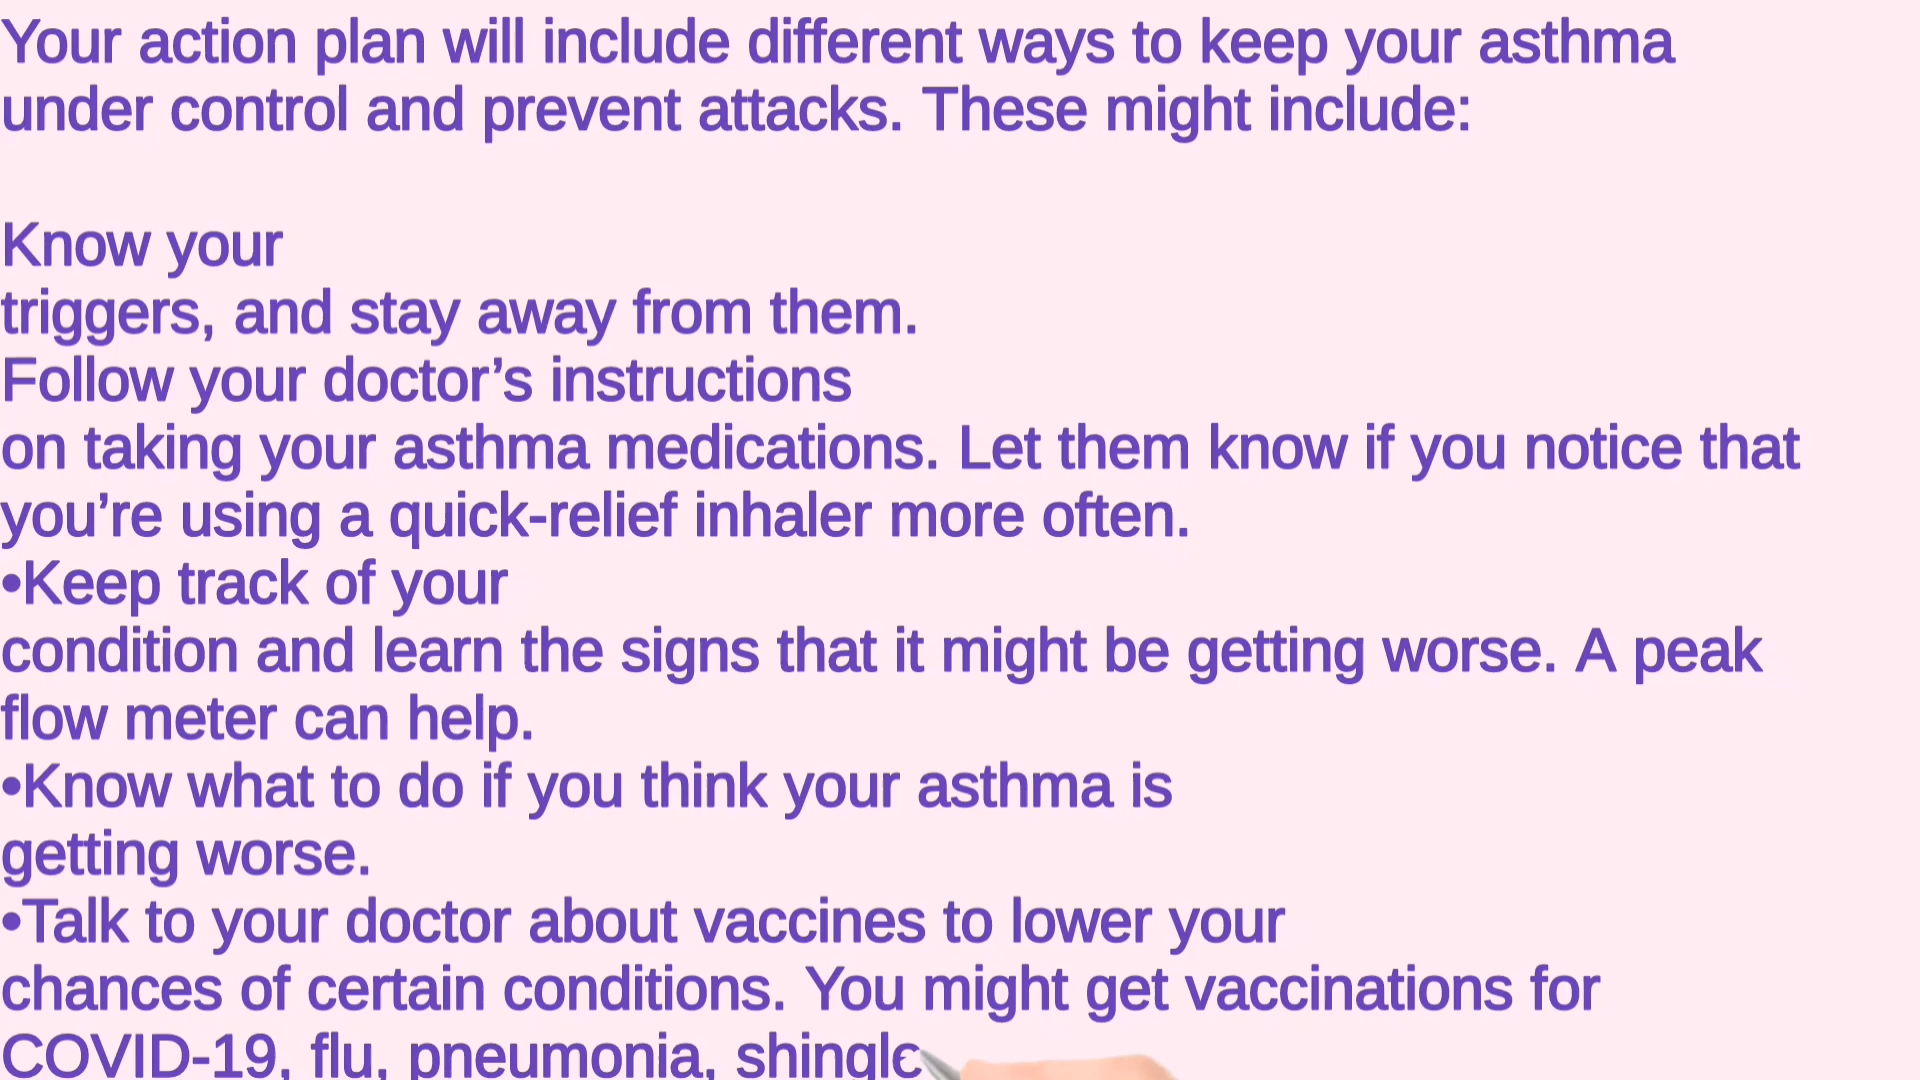 Your action plan will include different ways to keep your asthma
under control and prevent attacks. These might include:
Know your
triggers, and stay away from them.
Follow your doctor’s instructions
on taking your asthma medications. Let them know if you notice that
you’re using a quick-relief inhaler more often.
•Keep track of your
condition and learn the signs that it might be getting worse. A peak
flow meter can help.
•Know what to do if you think your asthma is
getting worse.
•Talk to your doctor about vaccines to lower your
chances of certain conditions. You might get vaccinations for
COVID-19, flu, pneumonia,